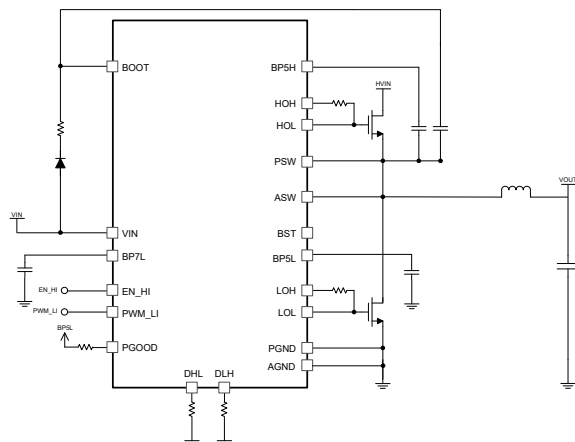 BOOT
BP5H
HVIN
HOH
HOL
PSW
VOUT
ASW
VIN
VIN
BST
BP7L
BP5L
EN_HI
EN_HI
LOH
PWM_LI
PWM_LI
LOL
BP5L
PGOOD
PGND
AGND
DHL
DLH